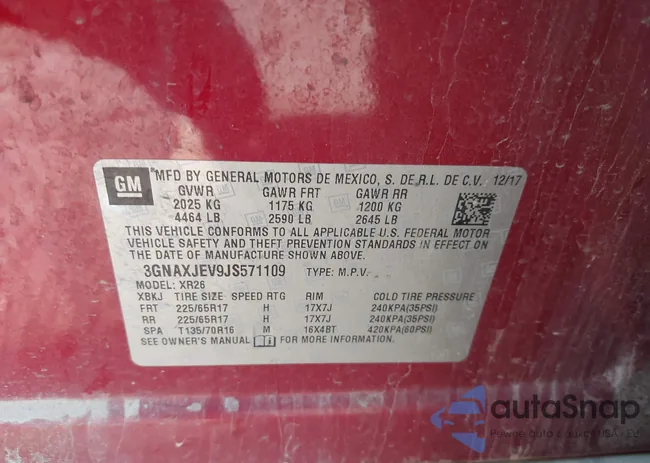 GM
MFD BY GENERAL MOTORS DE MEXICO, S. DE R.L. DE C.V. 12/17
GVWR GAWR FRT GAWR RR
2025 KG 1175 KG 1200 KG
4464 LB 2590 LB 2645 LB
THIS VEHICLE CONFORMS TO ALL APPLICABLE U.S. FEDERAL MOTOR
VEHICLE SAFETY AND THEFT PREVENTION STANDARDS IN EFFECT ON
THE DATE OF MANUFACTURE SHOWN ABOVE.
3GNAXJEV9JS571109 TYPE: M.P.V.
MODEL: XR26
XBKJ TIRE SIZE SPEED RTG RIM COLD TIRE PRESSURE
FRT 225/65R17 H 17X7J 240KPA(35PSI)
RR 225/65R17 H 17X7J 240KPA(35PSI)
SPA T135/70R16 M 16X4BT 420KPA(60PSI)
SEE OWNER'S MANUAL FOR MORE INFORMATION.
autoSnap